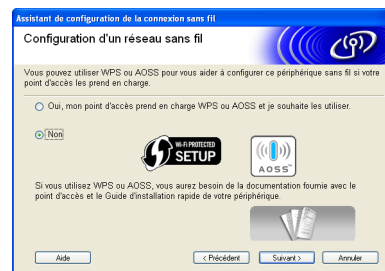 Assistant de configuration de la connexion sans fil
Configuration d'un réseau sans fil
Vous pouvez utiliser WPS ou AOSS pour vous aider à configurer ce périphérique sans fil si votre
point d'accès les prend en charge.
Oui, mon point d'accès prend en charge WPS ou AOSS et je souhaite les utiliser.
Non
WI-FI PROTECTED
SETUP
AOSS™
Si vous utilisez WPS ou AOSS, vous aurez besoin de la documentation fournie avec le
point d'accès et le Guide d'installation rapide de votre périphérique.
Aide
< Précédent
Suivant >
Annuler